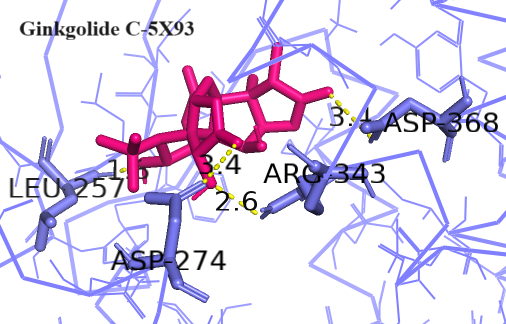 Ginkgolide C-5X93
ASP-368
3.4
ARG-343
LEU-257
2.6
ASP-274